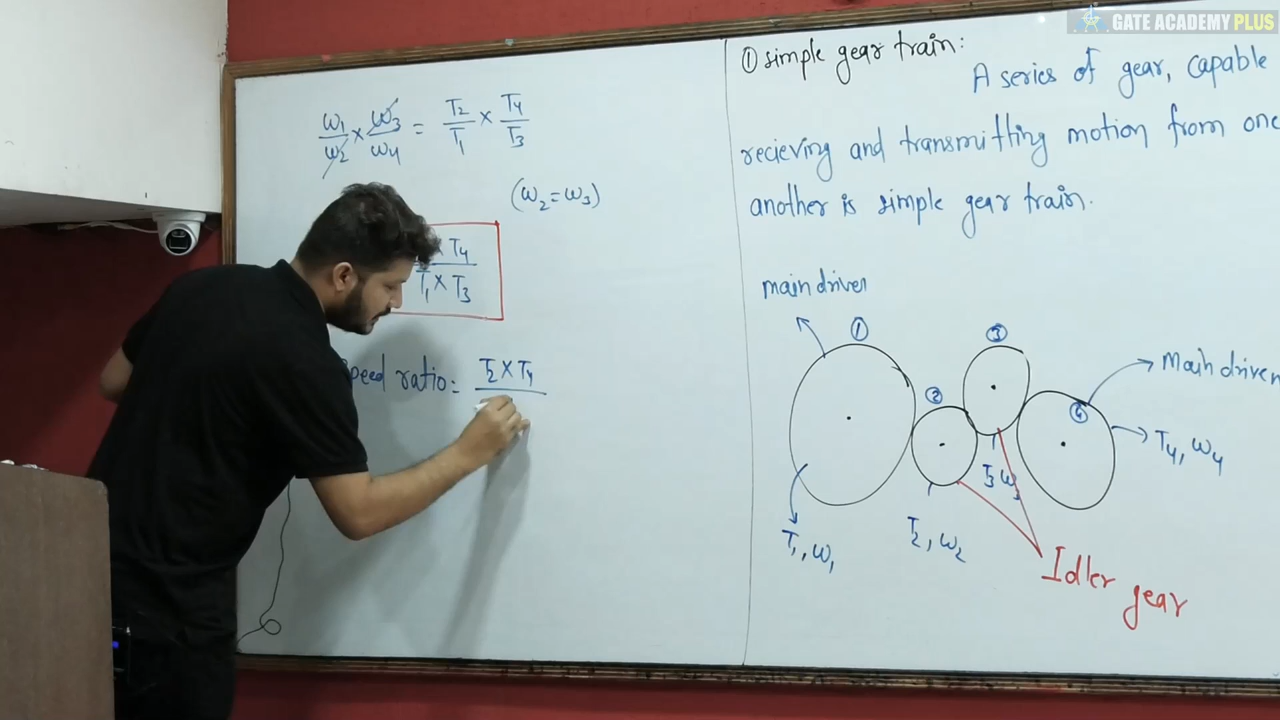 GATE ACADEMY PLUS
ω₁/ω₂ × ω₃/ω₄ = T₂/T₁ × T₄/T₃
(ω₂ = ω₃)
× T₄
T₁ × T₃
peed ratio: T₂ × T₄
① simple gear train:
A series of gear, capable
recieving and transmitting motion from one
another is simple gear train.
main driver
① ② ③ ④
Main driven
T₄, ω₄
T₃ ω₃
T₂, ω₂
T₁, ω₁
Idler gear